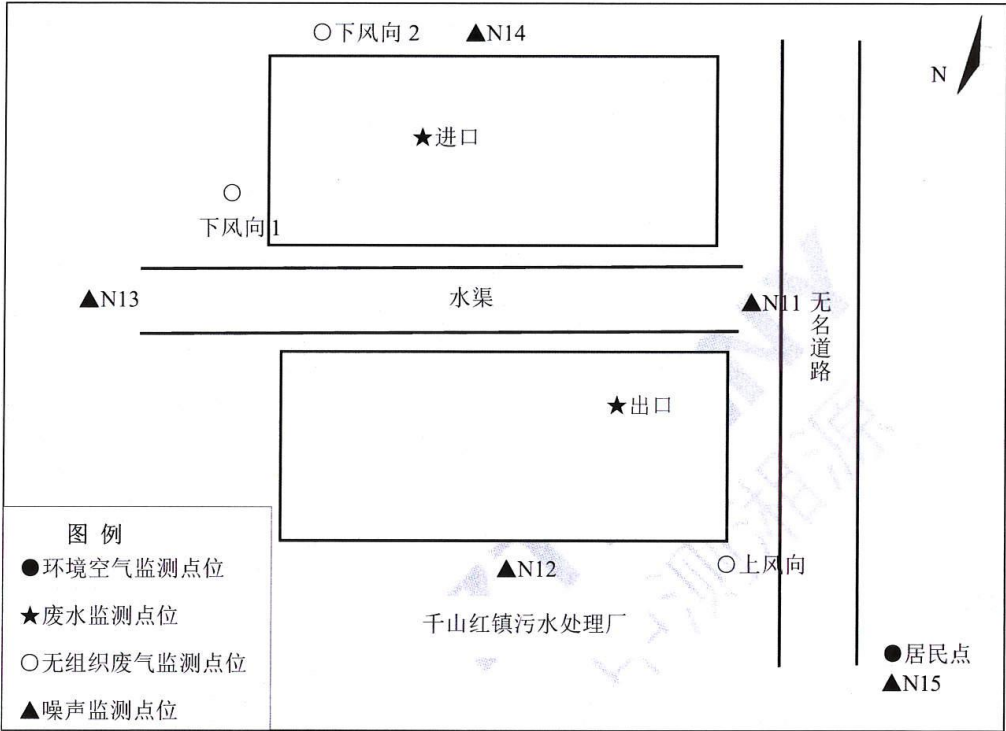 ○下风向 2 ▲N14
N
★进口
○
下风向 1
▲N13
水渠
▲N11
无名道路
★出口
▲N12
○上风向
千山红镇污水处理厂
●居民点
▲N15
图 例
●环境空气监测点位
★废水监测点位
○无组织废气监测点位
▲噪声监测点位